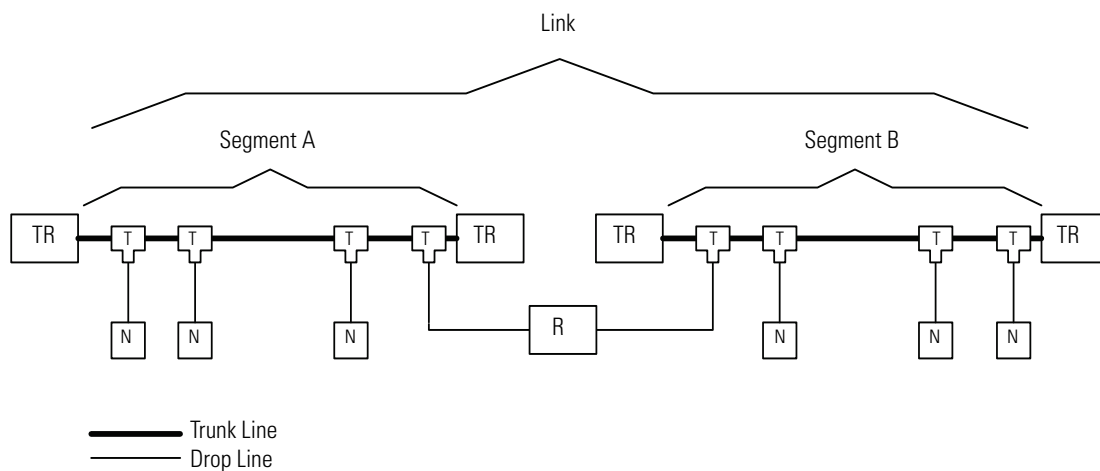 Link
Segment A
Segment B
TR T T T T TR
TR T T T T TR
N N N
R
N N N
Trunk Line
Drop Line